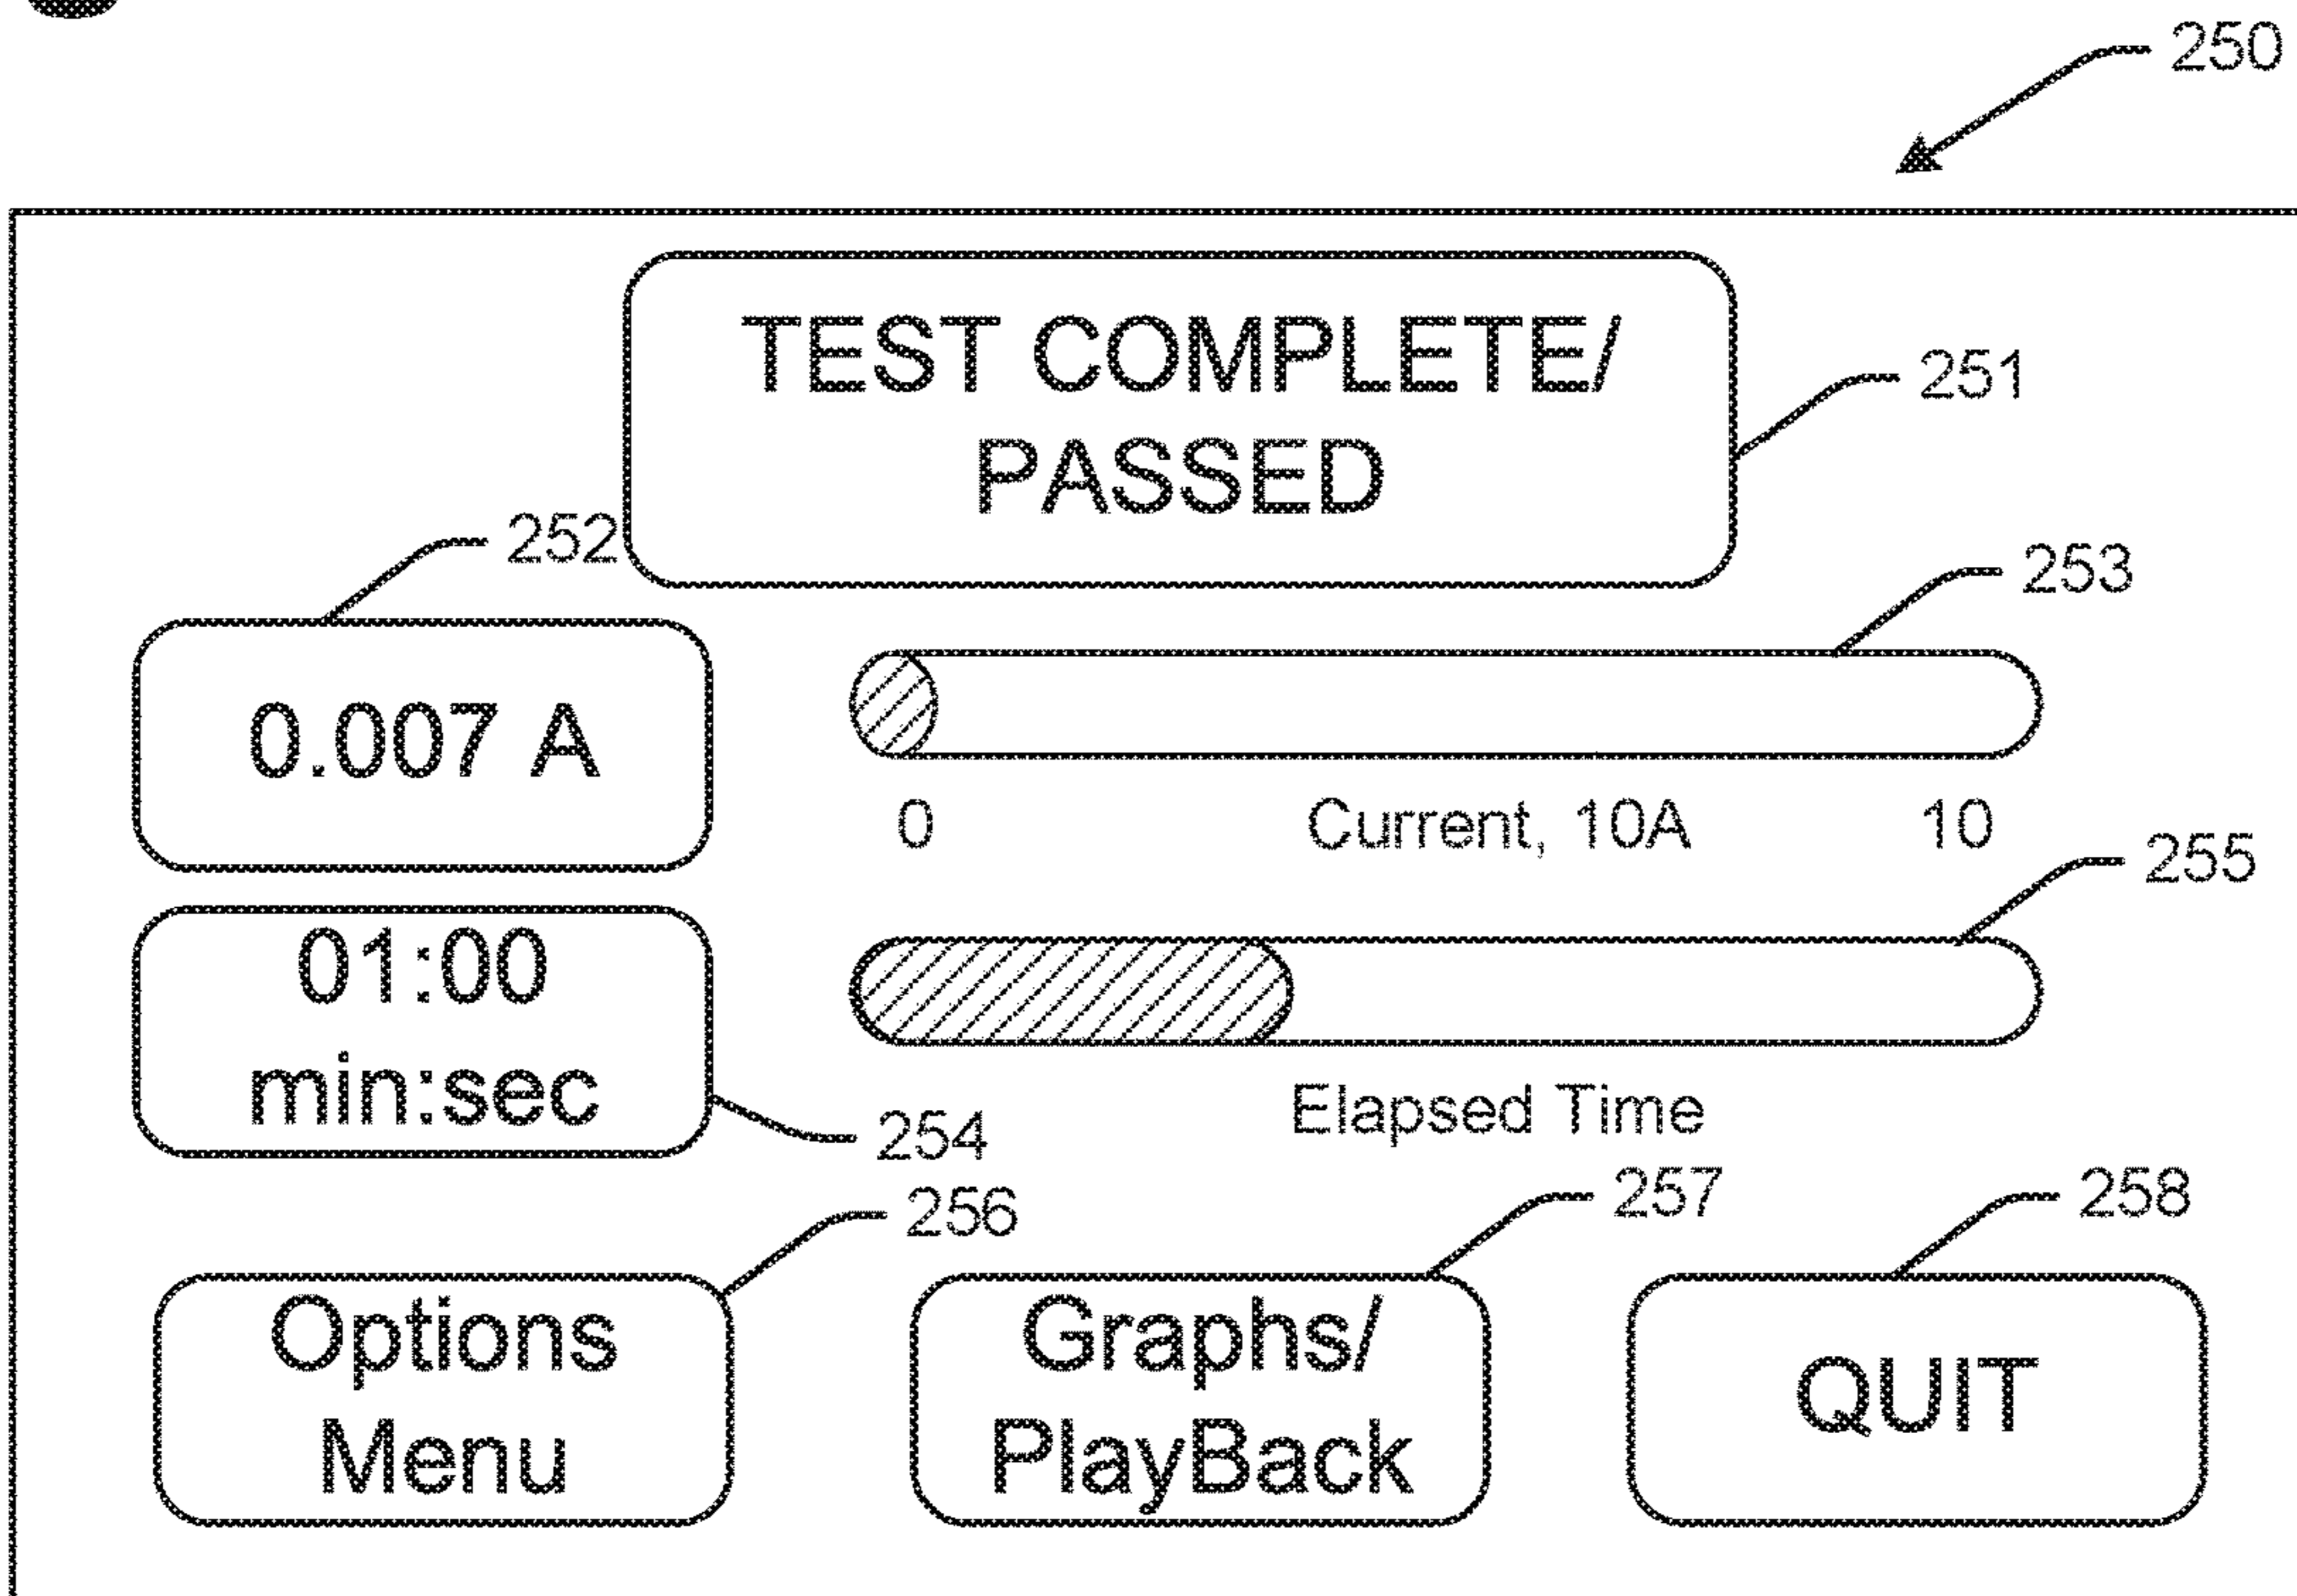 250
TEST COMPLETE/
PASSED
251
252
253
0.007 A
0 Current, 10A 10
255
01:00
min:sec
254
Elapsed Time
256
257
258
Options
Menu
Graphs/
PlayBack
QUIT